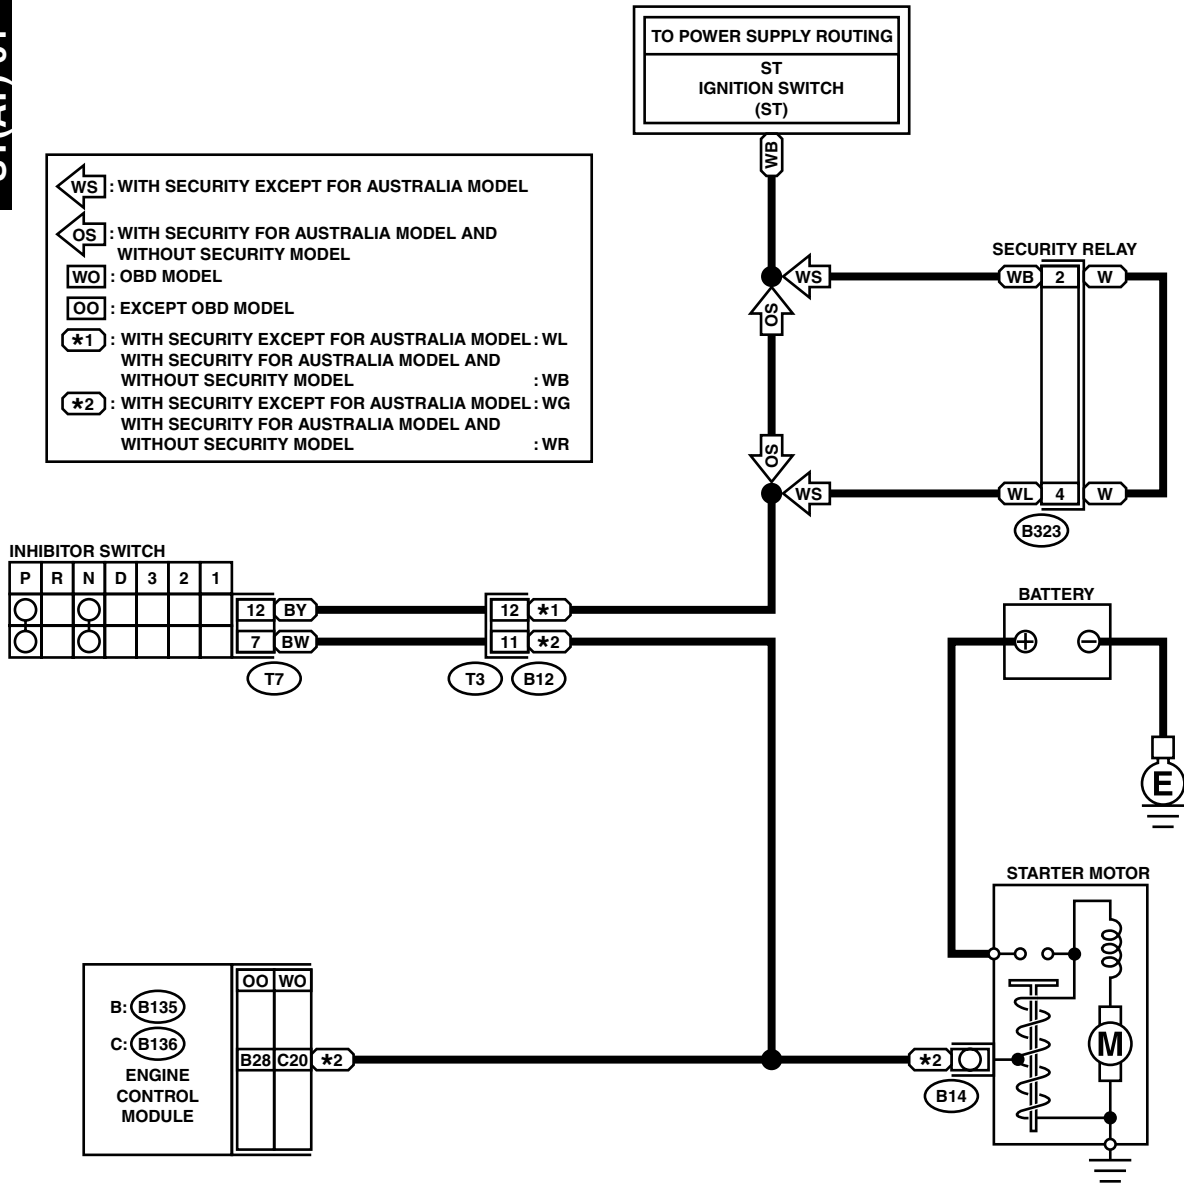 TO POWER SUPPLY ROUTING
ST
IGNITION SWITCH
(ST)
WB
WS : WITH SECURITY EXCEPT FOR AUSTRALIA MODEL
OS : WITH SECURITY FOR AUSTRALIA MODEL AND
WITHOUT SECURITY MODEL
WO : OBD MODEL
OO : EXCEPT OBD MODEL
*1 : WITH SECURITY EXCEPT FOR AUSTRALIA MODEL : WL
WITH SECURITY FOR AUSTRALIA MODEL AND
WITHOUT SECURITY MODEL : WB
*2 : WITH SECURITY EXCEPT FOR AUSTRALIA MODEL : WG
WITH SECURITY FOR AUSTRALIA MODEL AND
WITHOUT SECURITY MODEL : WR
SECURITY RELAY
WS WB 2 W
OS
OS
WS WL 4 W
B323
INHIBITOR SWITCH
P R N D 3 2 1
12 BY 12 *1
7 BW 11 *2
T7 T3 B12
BATTERY
+ −
E
STARTER MOTOR
M
OO WO
B: B135
C: B136
ENGINE
CONTROL
MODULE
B28 C20 *2
*2
B14